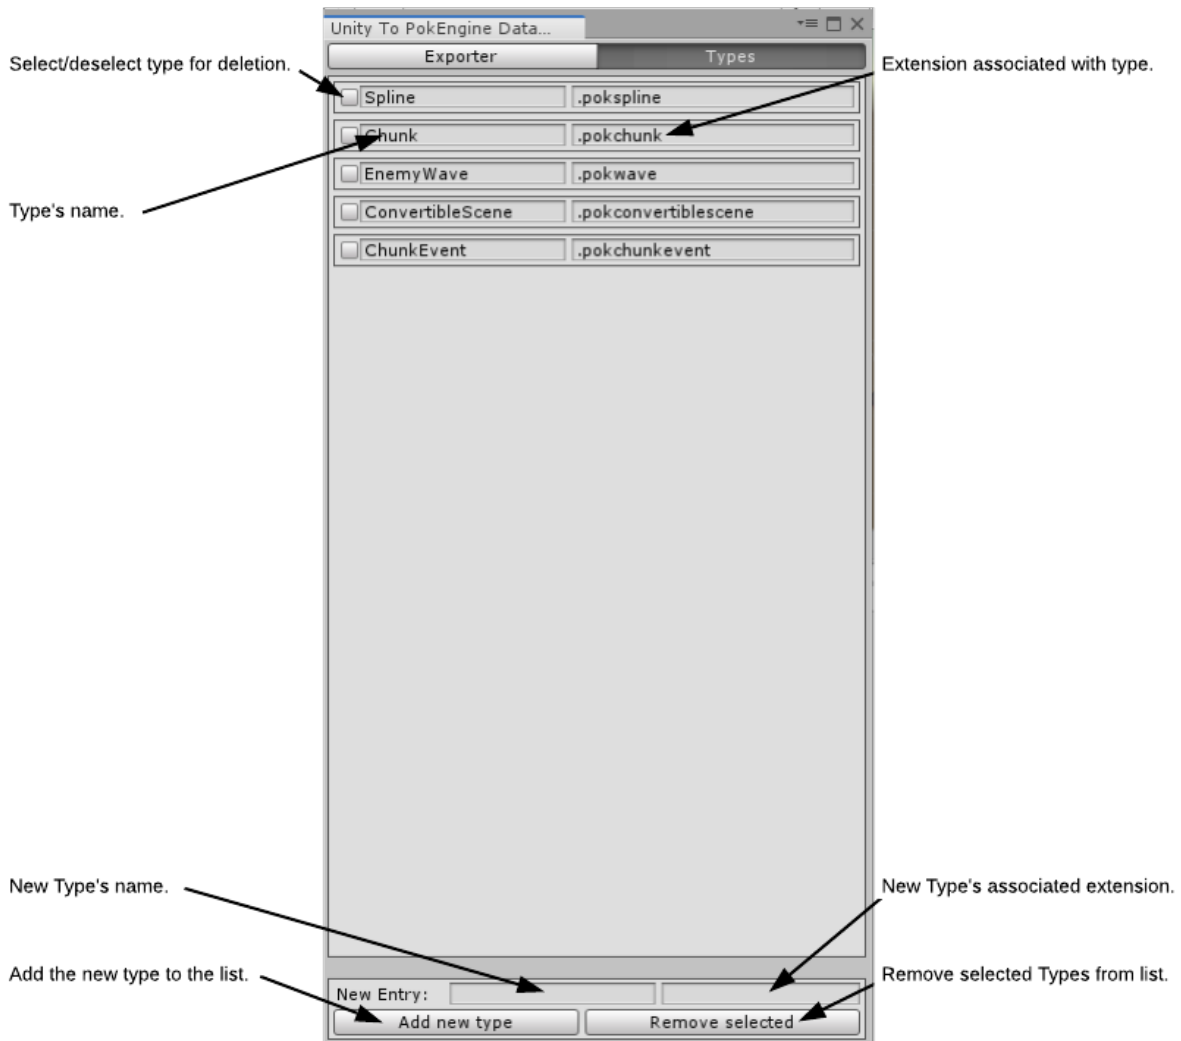 Unity To PokEngine Data...
Exporter
Types
Select/deselect type for deletion.
Extension associated with type.
Spline
.pokspline
Chunk
.pokchunk
EnemyWave
.pokwave
Type's name.
ConvertibleScene
.pokconvertiblescene
ChunkEvent
.pokchunkevent
New Type's name.
New Type's associated extension.
Add the new type to the list.
Remove selected Types from list.
New Entry:
Add new type
Remove selected